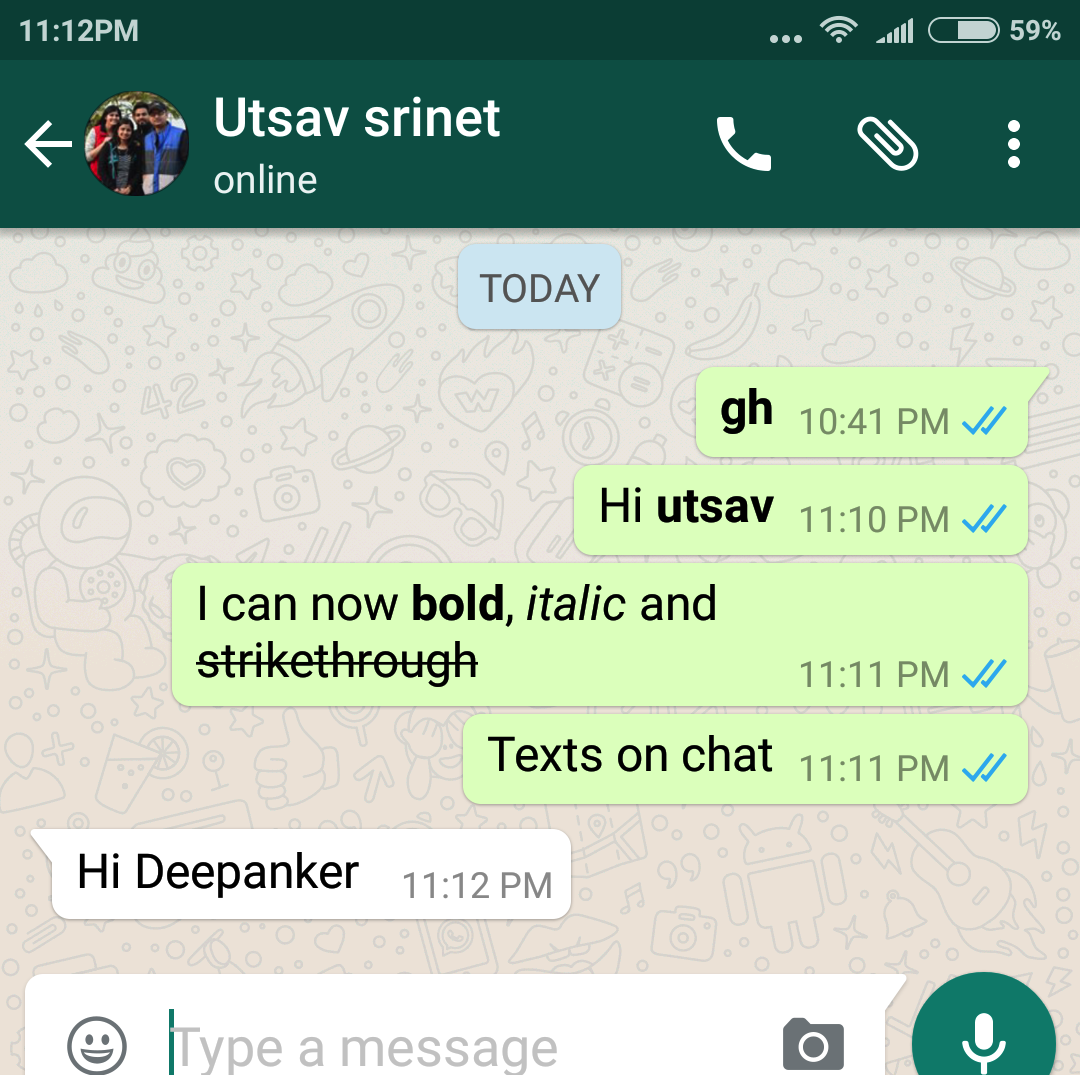 11:12PM 59%
Utsav srinet
online
TODAY
gh 10:41 PM
Hi utsav 11:10 PM
I can now bold, italic and
strikethrough 11:11 PM
Texts on chat 11:11 PM
Hi Deepanker 11:12 PM
Type a message